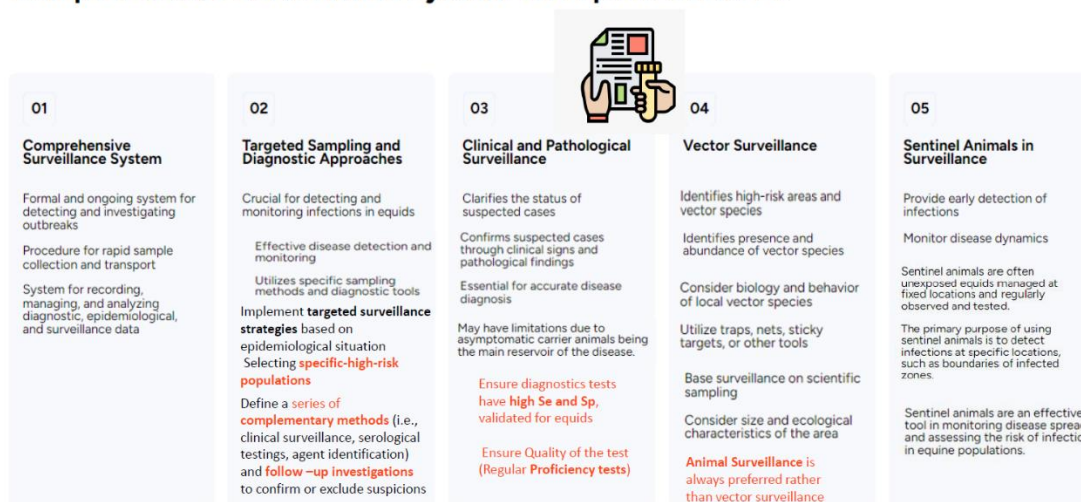 01
Comprehensive
Surveillance System
Formal and ongoing system for
detecting and investigating
outbreaks
Procedure for rapid sample
collection and transport
System for recording,
managing, and analyzing
diagnostic, epidemiological,
and surveillance data
02
Targeted Sampling and
Diagnostic Approaches
Crucial for detecting and
monitoring infections in equids
Effective disease detection and
monitoring
Utilizes specific sampling
methods and diagnostic tools
Implement targeted surveillance
strategies based on
epidemiological situation
Selecting specific-high-risk
populations
Define a series of
complementary methods (i.e.,
clinical surveillance, serological
testings, agent identification)
and follow –up investigations
to confirm or exclude suspicions
03
Clinical and Pathological
Surveillance
Clarifies the status of
suspected cases
Confirms suspected cases
through clinical signs and
pathological findings
Essential for accurate disease
diagnosis
May have limitations due to
asymptomatic carrier animals being
the main reservoir of the disease.
Ensure diagnostics tests
have high Se and Sp,
validated for equids
Ensure Quality of the test
(Regular Proficiency tests)
04
Vector Surveillance
Identifies high-risk areas and
vector species
Identifies presence and
abundance of vector species
Consider biology and behavior
of local vector species
Utilize traps, nets, sticky
targets, or other tools
Base surveillance on scientific
sampling
Consider size and ecological
characteristics of the area
Animal Surveillance is
always preferred rather
than vector surveillance
05
Sentinel Animals in
Surveillance
Provide early detection of
infections
Monitor disease dynamics
Sentinel animals are often
unexposed equids managed at
fixed locations and regularly
observed and tested.
The primary purpose of using
sentinel animals is to detect
infections at specific locations,
such as boundaries of infected
zones.
Sentinel animals are an effective
tool in monitoring disease sprea
and assessing the risk of infectio
in equine populations.